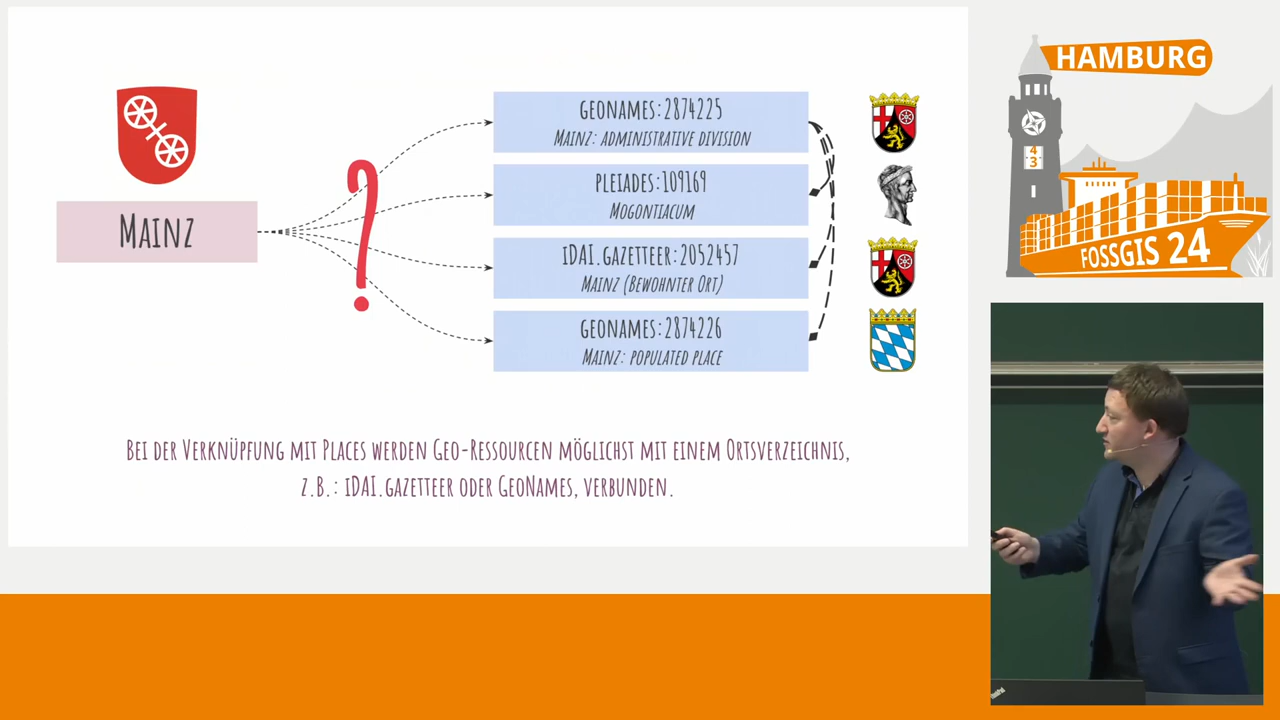 HAMBURG
4
3
FOSSGIS 24
Mainz
geonames:2874225
Mainz: administrative division
pleiades:109169
Mogontiacum
iDAI.gazetteer:2052457
Mainz (Bewohnter Ort)
geonames:2874226
Mainz: populated place
?
Bei der Verknüpfung mit Places werden Geo-Ressourcen möglichst mit einem Ortsverzeichnis,
z.B.: iDAI.gazetteer oder GeoNames, verbunden.